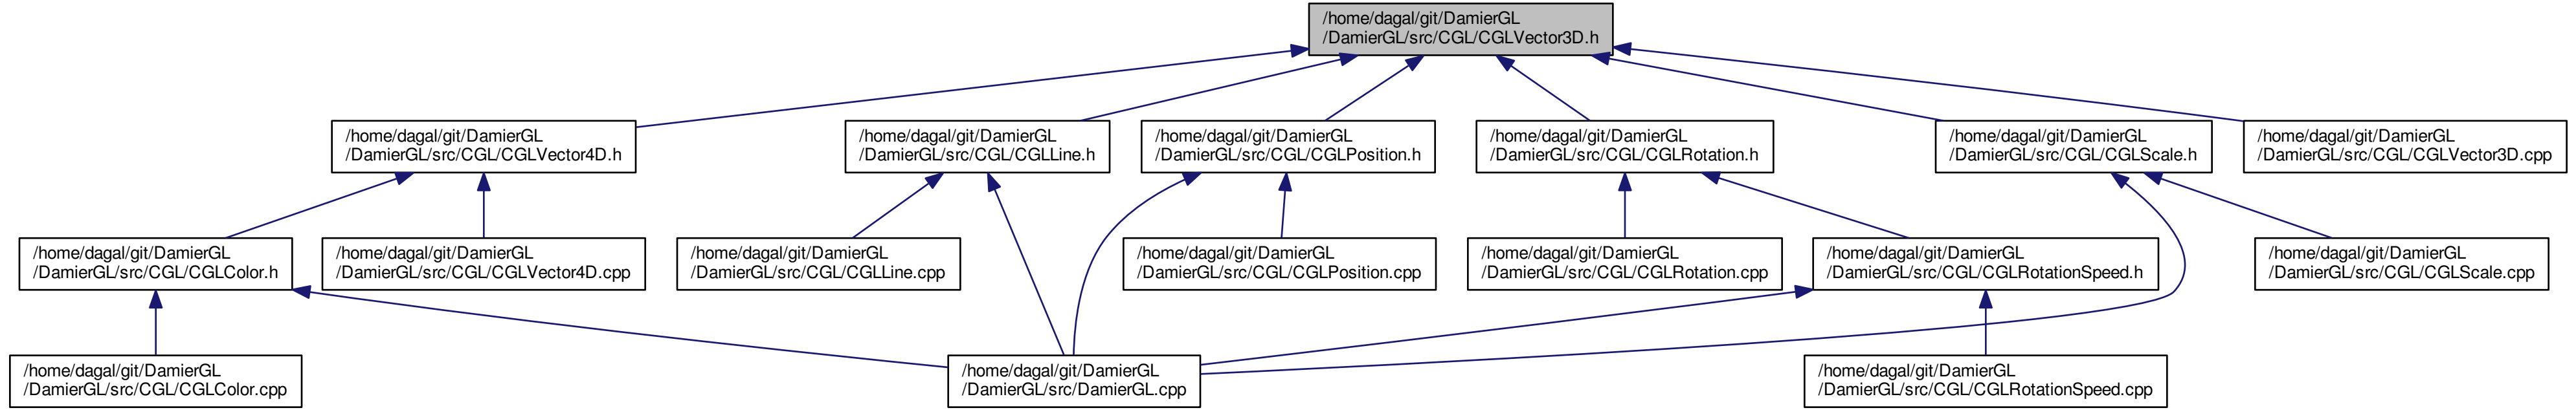 /home/dagal/git/DamierGL
/DamierGL/src/CGL/CGLVector3D.h
/home/dagal/git/DamierGL
/DamierGL/src/CGL/CGLVector4D.h
/home/dagal/git/DamierGL
/DamierGL/src/CGL/CGLLine.h
/home/dagal/git/DamierGL
/DamierGL/src/CGL/CGLPosition.h
/home/dagal/git/DamierGL
/DamierGL/src/CGL/CGLRotation.h
/home/dagal/git/DamierGL
/DamierGL/src/CGL/CGLScale.h
/home/dagal/git/DamierGL
/DamierGL/src/CGL/CGLVector3D.cpp
/home/dagal/git/DamierGL
/DamierGL/src/CGL/CGLColor.h
/home/dagal/git/DamierGL
/DamierGL/src/CGL/CGLVector4D.cpp
/home/dagal/git/DamierGL
/DamierGL/src/CGL/CGLLine.cpp
/home/dagal/git/DamierGL
/DamierGL/src/CGL/CGLPosition.cpp
/home/dagal/git/DamierGL
/DamierGL/src/CGL/CGLRotation.cpp
/home/dagal/git/DamierGL
/DamierGL/src/CGL/CGLRotationSpeed.h
/home/dagal/git/DamierGL
/DamierGL/src/CGL/CGLScale.cpp
/home/dagal/git/DamierGL
/DamierGL/src/CGL/CGLColor.cpp
/home/dagal/git/DamierGL
/DamierGL/src/DamierGL.cpp
/home/dagal/git/DamierGL
/DamierGL/src/CGL/CGLRotationSpeed.cpp